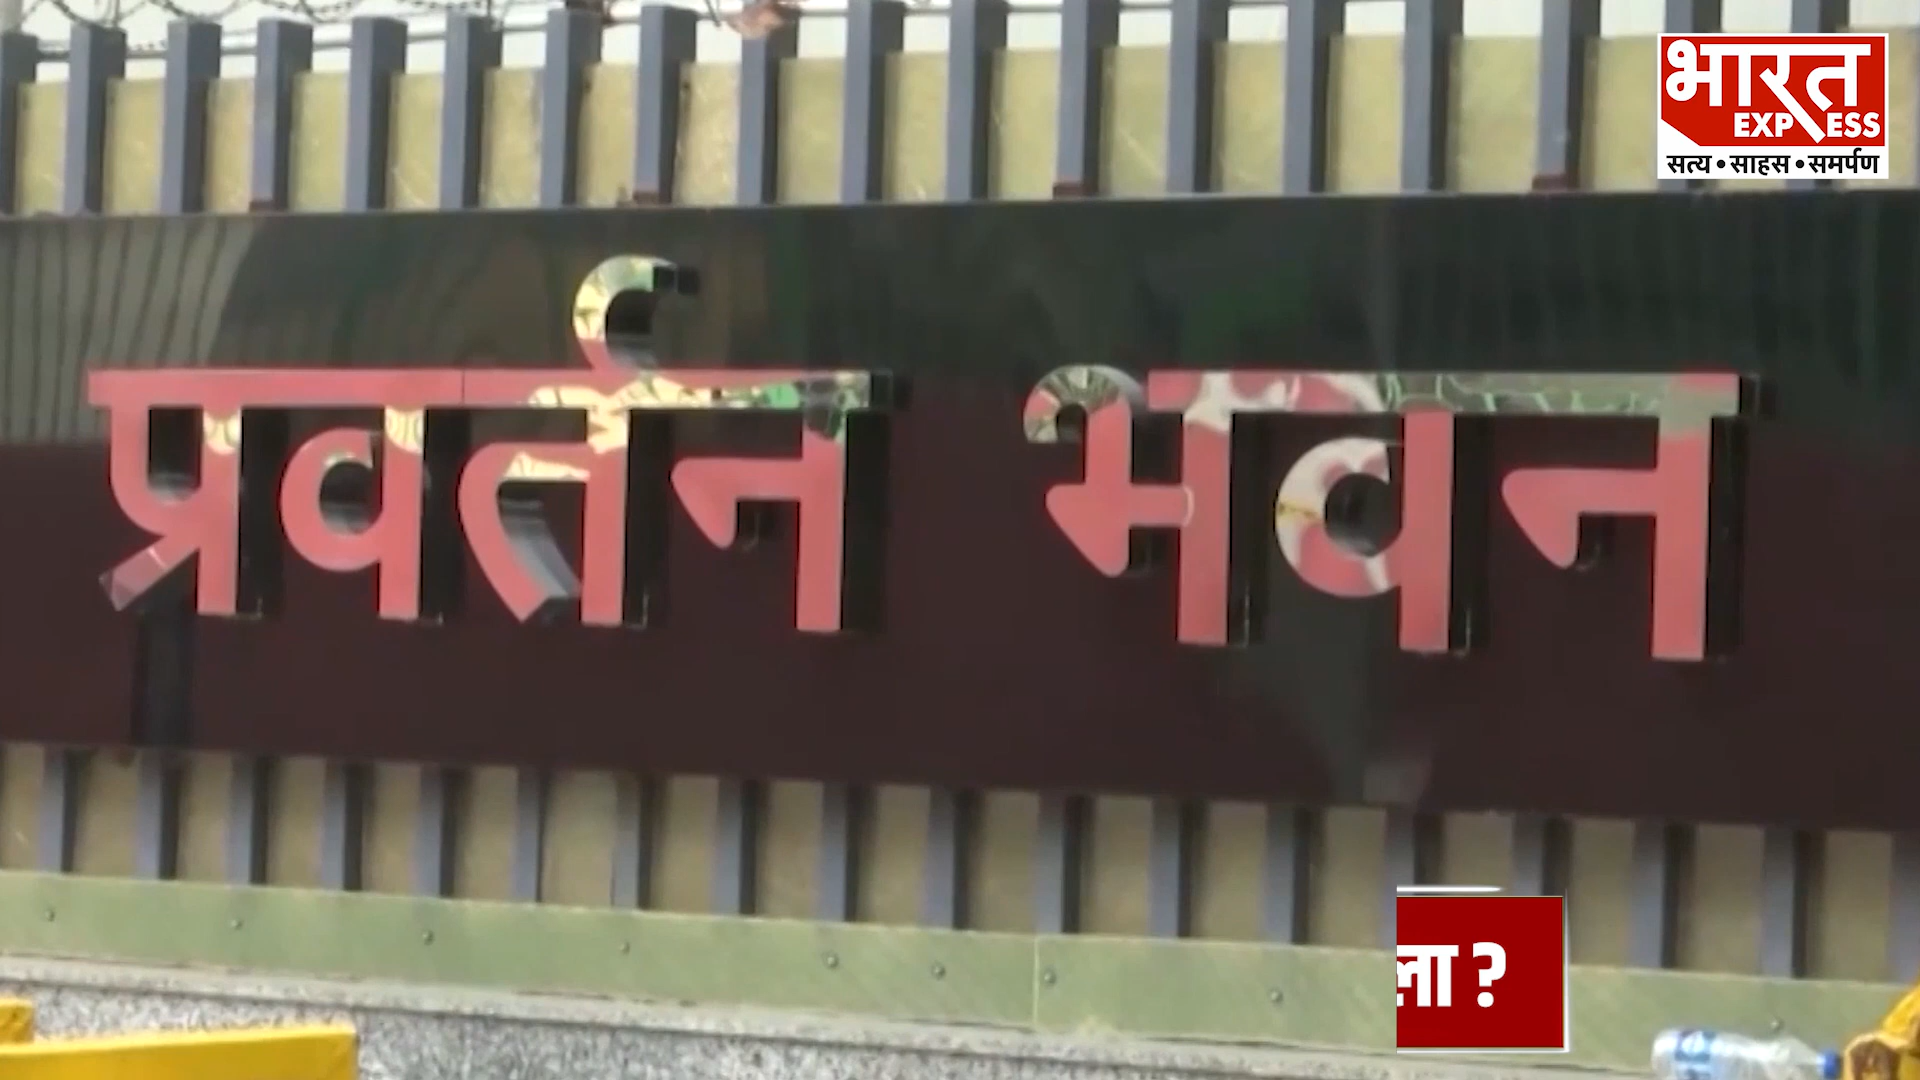 भारत
EXPRESS
सत्य • साहस • समर्पण
प्रवर्तन भवन
ला ?